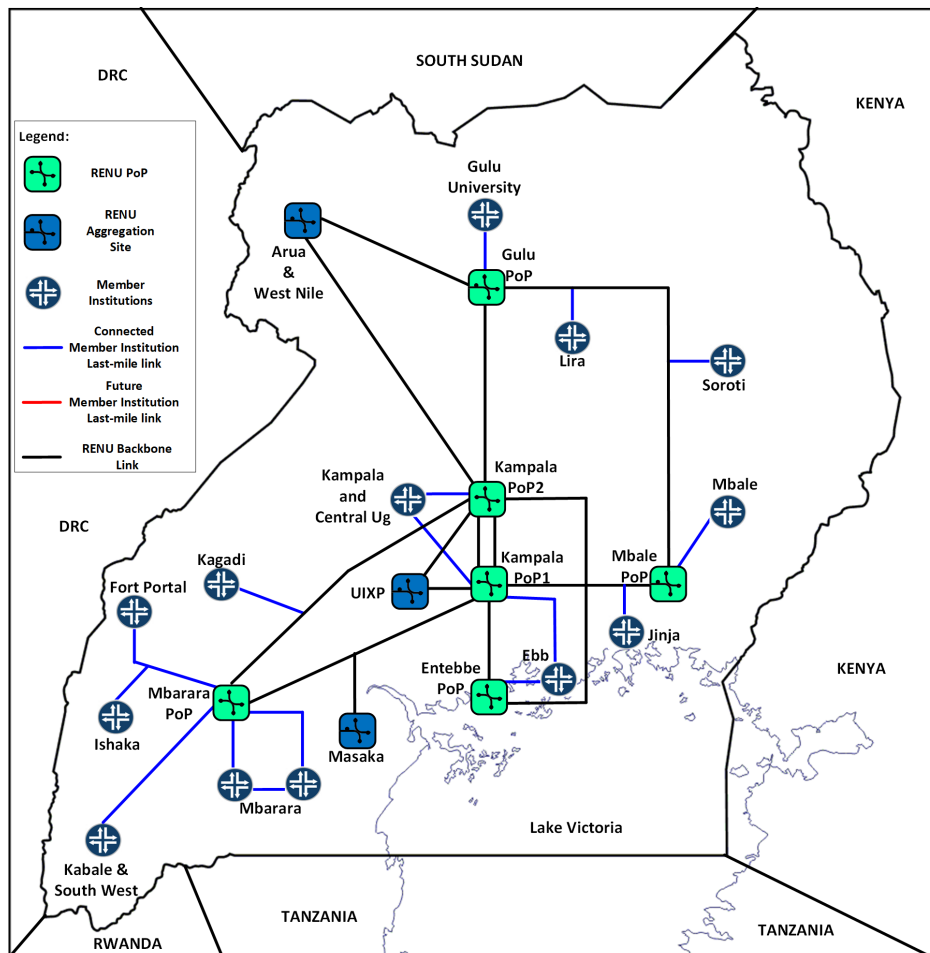 SOUTH SUDAN
DRC
KENYA
Legend:
RENU PoP
RENU
Aggregation
Site
Member
Institutions
Connected
Member Institution
Last-mile link
Future
Member Institution
Last-mile link
RENU Backbone
Link
Gulu
University
Arua
&
West Nile
Gulu
PoP
Lira
Soroti
Kampala
and
Central Ug
Kampala
PoP2
Mbale
DRC
Kagadi
Fort Portal
UIXP
Kampala
PoP1
Mbale
PoP
Jinja
Ebb
Entebbe
PoP
KENYA
Mbarara
PoP
Ishaka
Masaka
Mbarara
Lake Victoria
Kabale &
South West
TANZANIA
TANZANIA
RWANDA